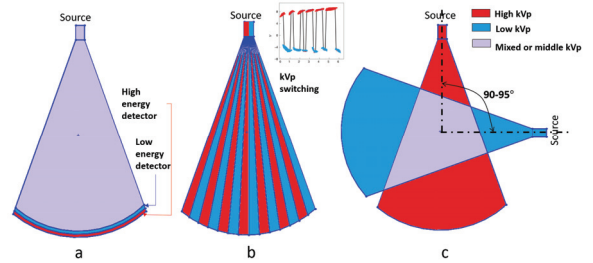 Source
High
energy
detector
Low
energy
detector
a
Source
kVp
switching
b
High kVp
Low kVp
Mixed or middle kVp
Source
90-95°
Source
c